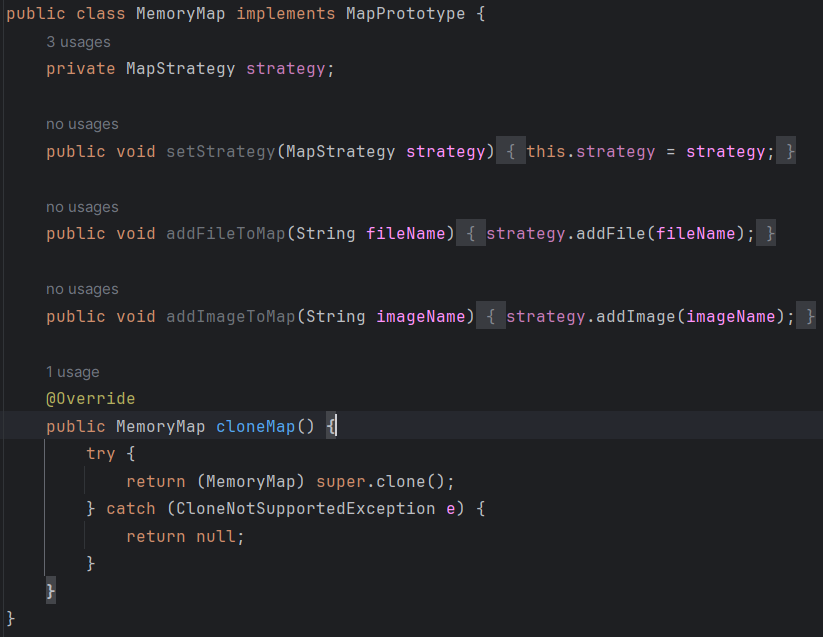 public class MemoryMap implements MapPrototype {
3 usages
private MapStrategy strategy;
no usages
public void setStrategy(MapStrategy strategy) { this.strategy = strategy; }
no usages
public void addFileToMap(String fileName) { strategy.addFile(fileName); }
no usages
public void addImageToMap(String imageName) { strategy.addImage(imageName); }
1 usage
@Override
public MemoryMap cloneMap() {
try {
return (MemoryMap) super.clone();
} catch (CloneNotSupportedException e) {
return null;
}
}
}